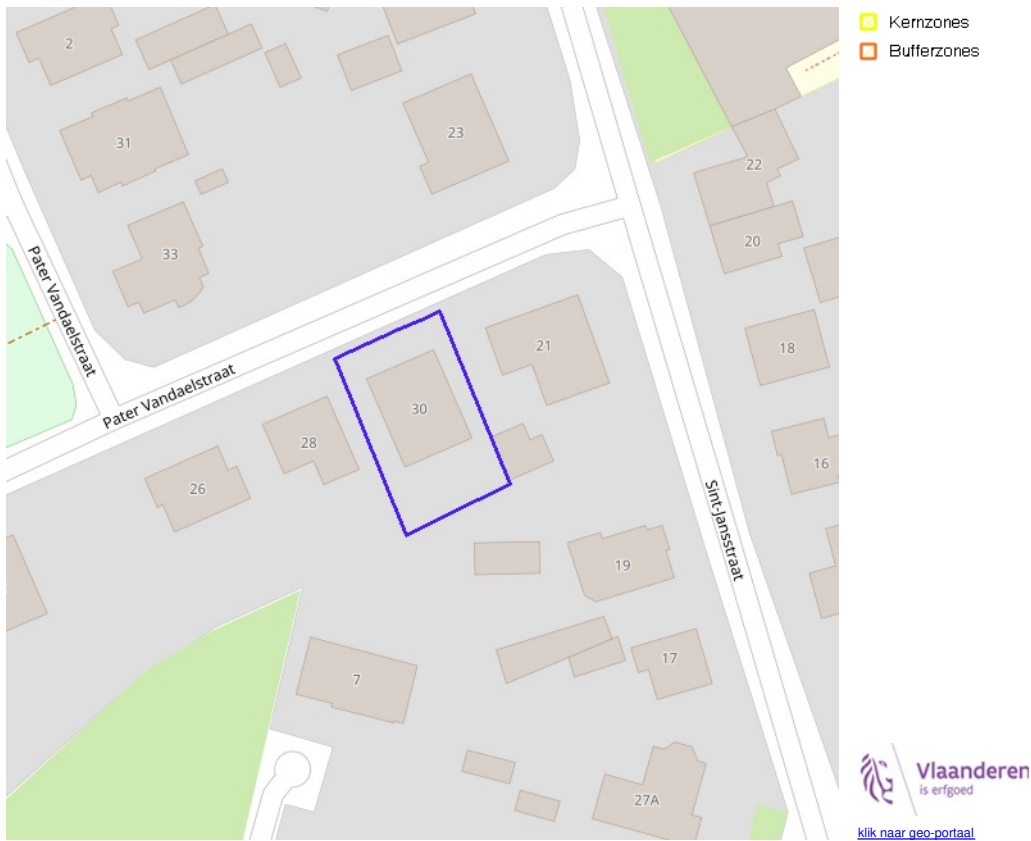 Kernzones
Bufferzones
2
31
23
22
33
20
Pater Vandaelstraat
21
18
Pater Vandaelstraat
30
28
16
26
Sint-Jansstraat
19
17
7
27A
Vlaanderen
is erfgoed
klik naar geo-portaal